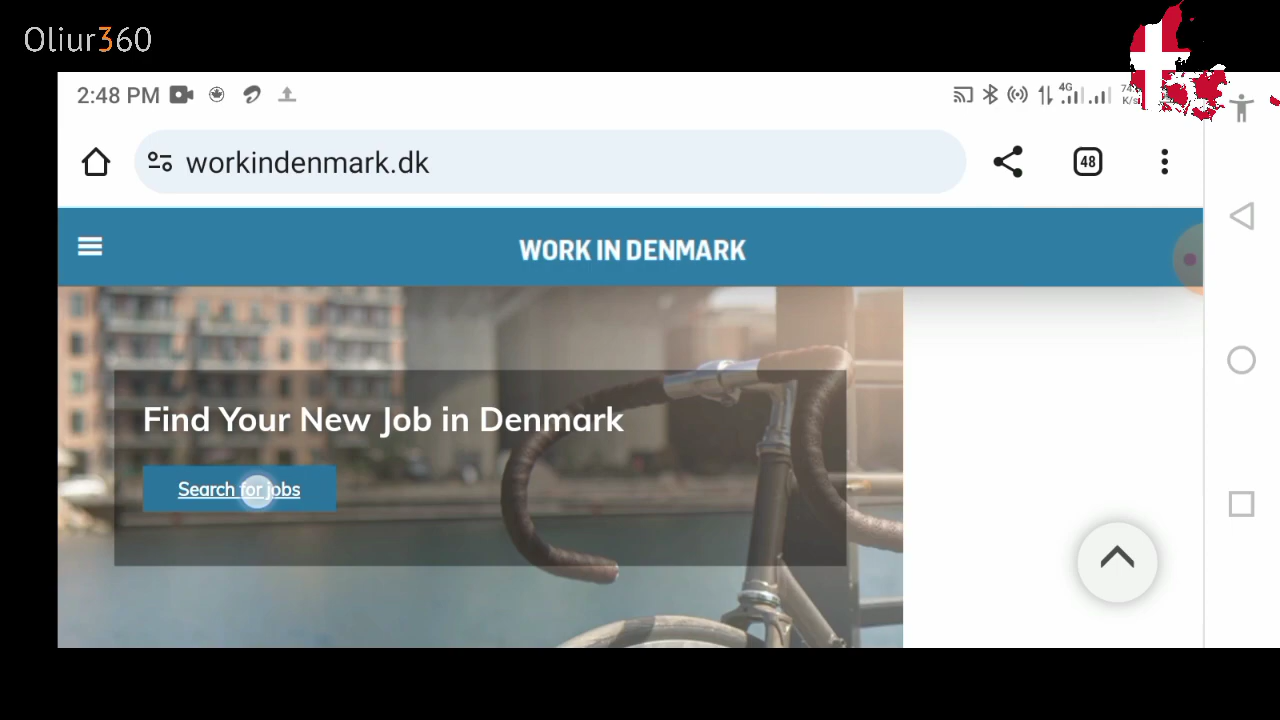 Oliur360
2:48 PM
4G
K/s
workindenmark.dk
48
WORK IN DENMARK
Find Your New Job in Denmark
Search for jobs